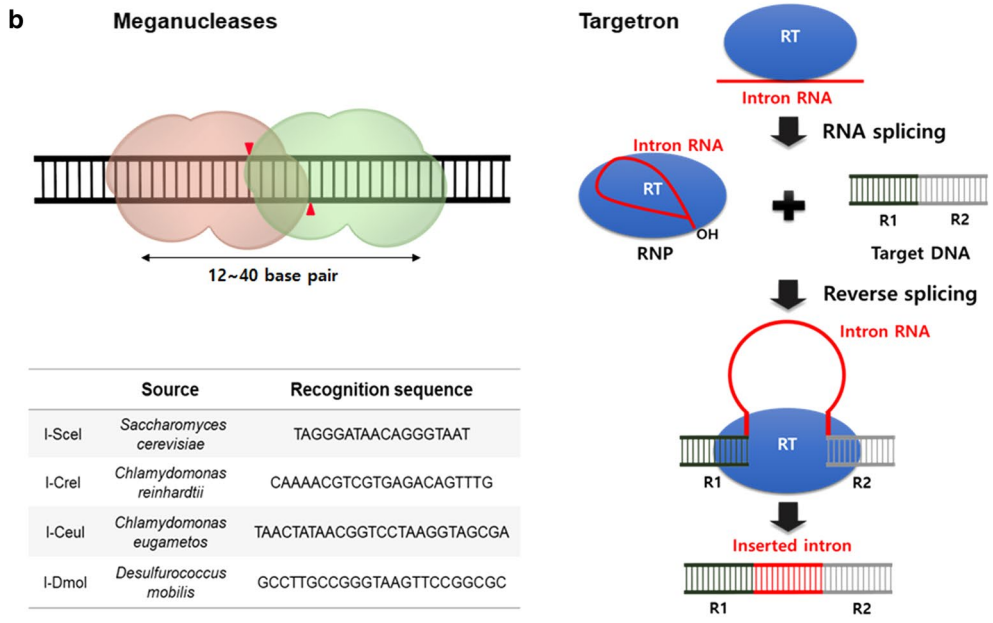 b
Meganucleases
12~40 base pair
Source Recognition sequence
I-SceI Saccharomyces cerevisiae TAGGGATAACAGGGTAAT
I-CreI Chlamydomonas reinhardtii CAAAACGTCGTGAGACAGTTTG
I-CeuI Chlamydomonas eugametos TAACTATAACGGTCCTAAGGTAGCGA
I-DmoI Desulfurococcus mobilis GCCTTGCCGGGTAAGTTCCGGCGC
Targetron
RT
Intron RNA
RNA splicing
Intron RNA
RT
OH
RNP
R1 R2
Target DNA
Reverse splicing
Intron RNA
RT
R1 R2
Inserted intron
R1 R2